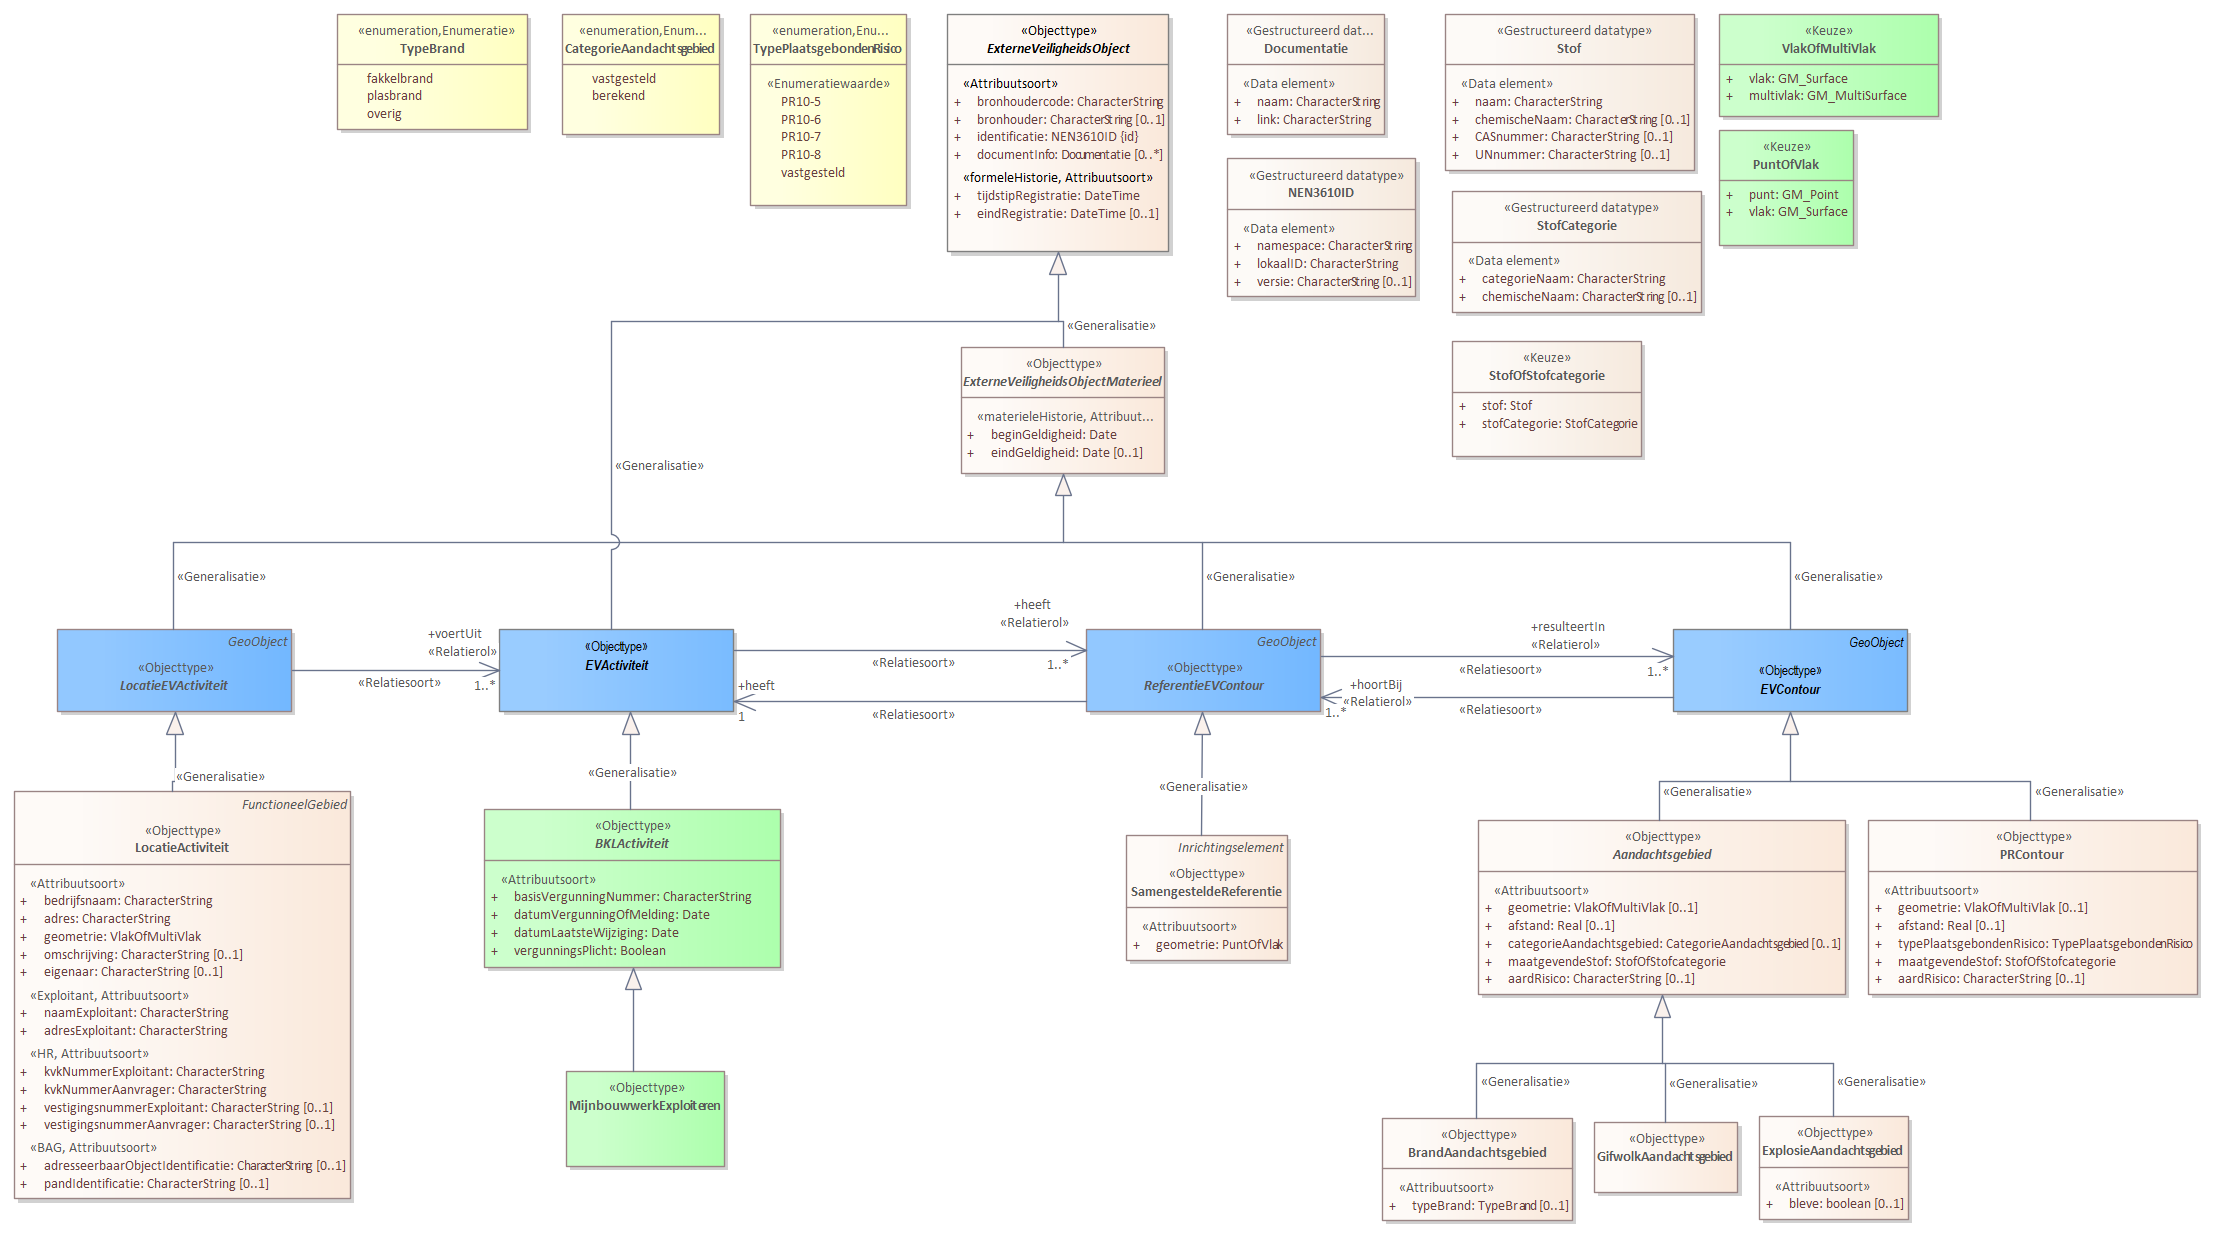 «enumeration,Enumeratie»
TypeBrand
fakkelbrand
plasbrand
overig
«enumeration,Enum...
CategorieAandachtsgebied
vastgesteld
berekend
«enumeration,Enu...
TypePlaatsgebondenRisico
«Enumeratiewaarde»
PR10-5
PR10-6
PR10-7
PR10-8
vastgesteld
«Objecttype»
ExterneVeiligheidsObject
«Attribuutsoort»
+ bronhoudercode: CharacterString
+ bronhouder: CharacterString [0..1]
+ identificatie: NEN3610ID {id}
+ documentInfo: Documentatie [0..*]
«formeleHistorie, Attribuutsoort»
+ tijdstipRegistratie: DateTime
+ eindRegistratie: DateTime [0..1]
«Gestructureerd dat...
Documentatie
«Data element»
+ naam: CharacterString
+ link: CharacterString
«Gestructureerd datatype»
NEN3610ID
«Data element»
+ namespace: CharacterString
+ lokaalID: CharacterString
+ versie: CharacterString [0..1]
«Gestructureerd datatype»
Stof
«Data element»
+ naam: CharacterString
+ chemischeNaam: CharacterString [0..1]
+ CASnummer: CharacterString [0..1]
+ UNnummer: CharacterString [0..1]
«Gestructureerd datatype»
StofCategorie
«Data element»
+ categorieNaam: CharacterString
+ chemischeNaam: CharacterString [0..1]
«Keuze»
StofOfStofcategorie
+ stof: Stof
+ stofCategorie: StofCategorie
«Keuze»
VlakOfMultiVlak
+ vlak: GM_Surface
+ multivlak: GM_MultiSurface
«Keuze»
PuntOfVlak
+ punt: GM_Point
+ vlak: GM_Surface
«Generalisatie»
«Objecttype»
ExterneVeiligheidsObjectMaterieel
«materieleHistorie, Attribuut...
+ beginGeldigheid: Date
+ eindGeldigheid: Date [0..1]
«Generalisatie»
«Generalisatie»
«Generalisatie»
«Generalisatie»
GeoObject
«Objecttype»
LocatieEVActiviteit
+voertUit
«Relatierol»
«Relatiesoort»
1..*
«Objecttype»
EVActiviteit
+heeft
«Relatierol»
«Relatiesoort»
1..*
+heeft
1
«Relatiesoort»
GeoObject
«Objecttype»
ReferentieEVContour
+resulteertIn
«Relatierol»
«Relatiesoort»
1..*
+hoortBij
«Relatierol»
1..*
«Relatiesoort»
GeoObject
«Objecttype»
EVContour
«Generalisatie»
«Generalisatie»
«Generalisatie»
«Generalisatie»
«Generalisatie»
FunctioneelGebied
«Objecttype»
LocatieActiviteit
«Attribuutsoort»
+ bedrijfsnaam: CharacterString
+ adres: CharacterString
+ geometrie: VlakOfMultiVlak
+ omschrijving: CharacterString [0..1]
+ eigenaar: CharacterString [0..1]
«Exploitant, Attribuutsoort»
+ naamExploitant: CharacterString
+ adresExploitant: CharacterString
«HR, Attribuutsoort»
+ kvkNummerExploitant: CharacterString
+ kvkNummerAanvrager: CharacterString
+ vestigingsnummerExploitant: CharacterString [0..1]
+ vestigingsnummerAanvrager: CharacterString [0..1]
«BAG, Attribuutsoort»
+ adresseerbaarObjectIdentificatie: CharacterString [0..1]
+ pandIdentificatie: CharacterString [0..1]
«Objecttype»
BKLActiviteit
«Attribuutsoort»
+ basisVergunningNummer: CharacterString
+ datumVergunningOfMelding: Date
+ datumLaatsteWijziging: Date
+ vergunningsPlicht: Boolean
«Objecttype»
MijnbouwwerkExploiteren
Inrichtingselement
«Objecttype»
SamengesteldeReferentie
«Attribuutsoort»
+ geometrie: PuntOfVlak
«Objecttype»
Aandachtsgebied
«Attribuutsoort»
+ geometrie: VlakOfMultiVlak [0..1]
+ afstand: Real [0..1]
+ categorieAandachtsgebied: CategorieAandachtsgebied [0..1]
+ maatgevendeStof: StofOfStofcategorie
+ aardRisico: CharacterString [0..1]
«Objecttype»
PRContour
«Attribuutsoort»
+ geometrie: VlakOfMultiVlak [0..1]
+ afstand: Real [0..1]
+ typePlaatsgebondenRisico: TypePlaatsgebondenRisico
+ maatgevendeStof: StofOfStofcategorie
+ aardRisico: CharacterString [0..1]
«Generalisatie»
«Generalisatie»
«Generalisatie»
«Objecttype»
BrandAandachtsgebied
«Attribuutsoort»
+ typeBrand: TypeBrand [0..1]
«Objecttype»
GifwolkAandachtsgebied
«Objecttype»
ExplosieAandachtsgebied
«Attribuutsoort»
+ bleve: boolean [0..1]